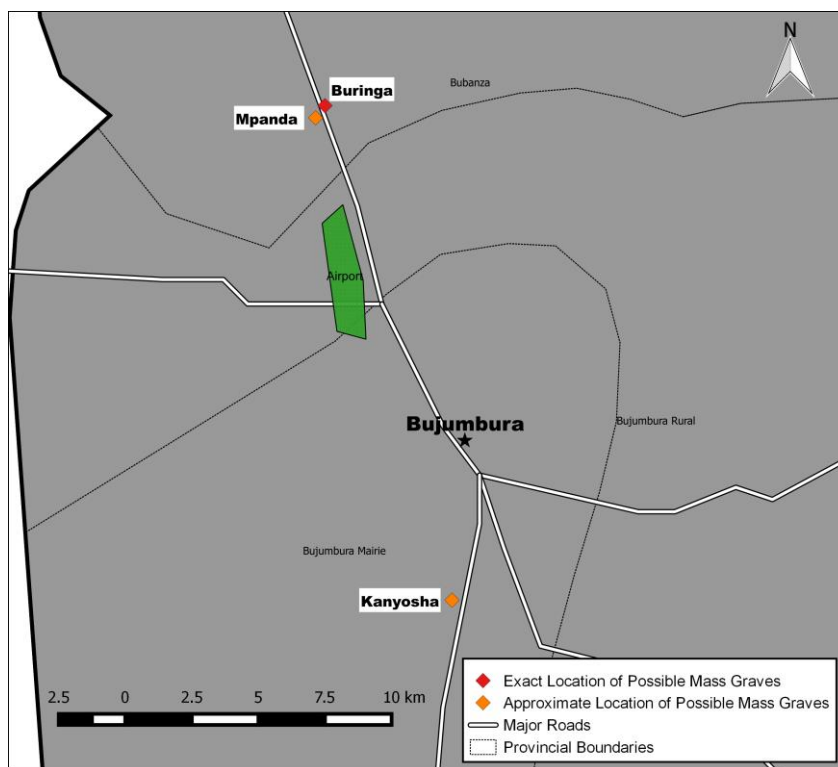 N
Buringa
Bubanza
Mpanda
Airport
Bujumbura
Bujumbura Rural
Bujumbura Mairie
Kanyosha
2.5 0 2.5 5 7.5 10 km
Exact Location of Possible Mass Graves
Approximate Location of Possible Mass Graves
Major Roads
Provincial Boundaries